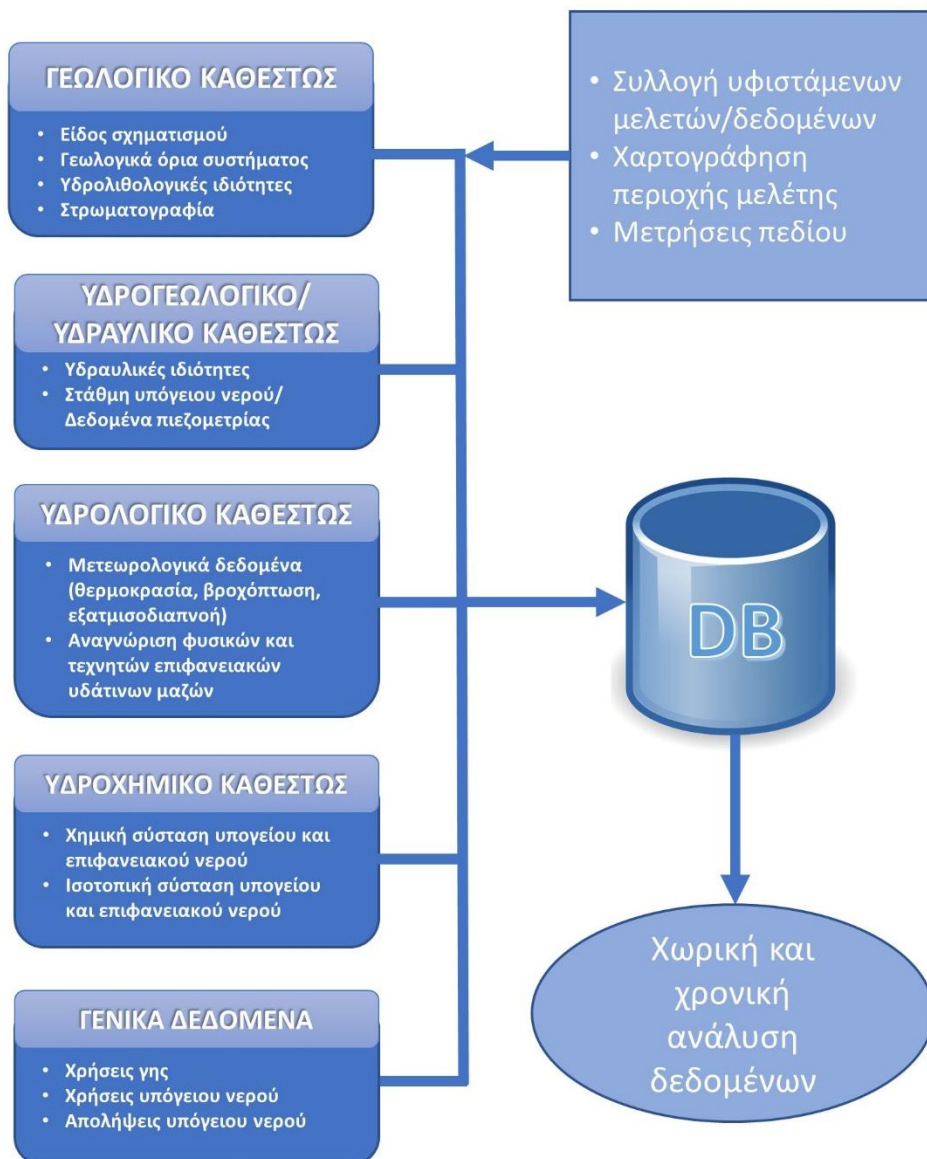 ΓΕΩΛΟΓΙΚΟ ΚΑΘΕΣΤΩΣ
• Είδος σχηματισμού
• Γεωλογικά όρια συστήματος
• Υδρολιθολογικές ιδιότητες
• Στρωματογραφία
• Συλλογή υφιστάμενων
μελετών/δεδομένων
• Χαρτογράφηση
περιοχής μελέτης
• Μετρήσεις πεδίου
ΥΔΡΟΓΕΩΛΟΓΙΚΟ/
ΥΔΡΑΥΛΙΚΟ ΚΑΘΕΣΤΩΣ
• Υδραυλικές ιδιότητες
• Στάθμη υπόγειου νερού/
Δεδομένα πιεζομετρίας
ΥΔΡΟΛΟΓΙΚΟ ΚΑΘΕΣΤΩΣ
• Μετεωρολογικά δεδομένα
(θερμοκρασία, βροχόπτωση,
εξατμισοδιαπνοή)
• Αναγνώριση φυσικών και
τεχνητών επιφανειακών
υδάτινων μαζών
DB
ΥΔΡΟΧΗΜΙΚΟ ΚΑΘΕΣΤΩΣ
• Χημική σύσταση υπογείου και
επιφανειακού νερού
• Ισοτοπική σύσταση υπογείου
και επιφανειακού νερού
ΓΕΝΙΚΑ ΔΕΔΟΜΕΝΑ
• Χρήσεις γης
• Χρήσεις υπόγειου νερού
• Απολήψεις υπόγειου νερού
Χωρική και
χρονική
ανάλυση
δεδομένων